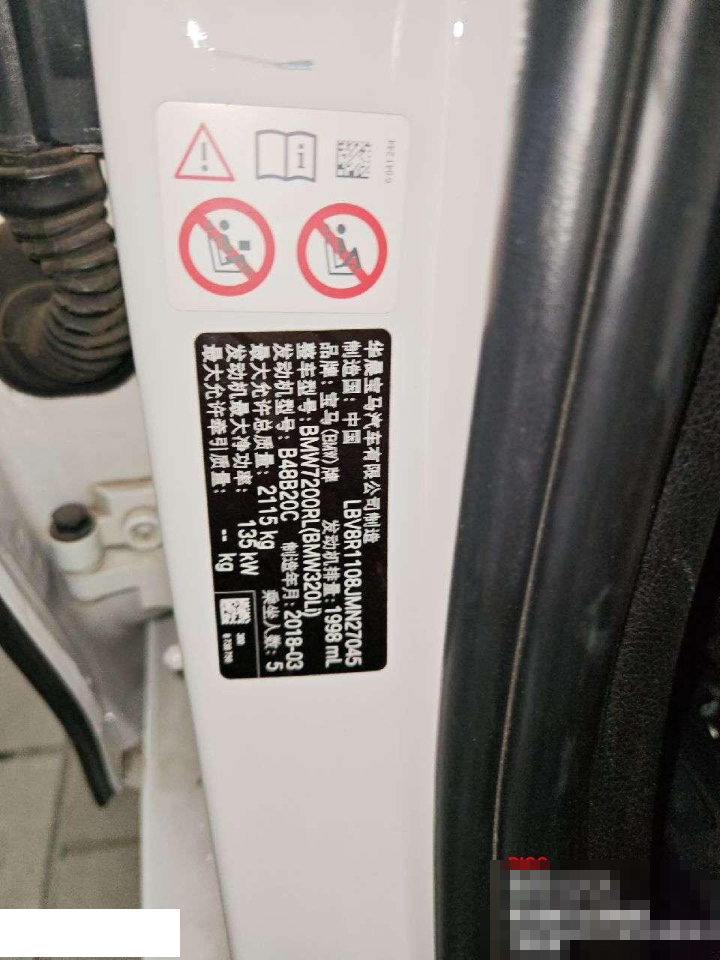 华晨宝马汽车有限公司制造
制造国：中国 LBVBR1108JMN27045
品牌：宝马(BMW)牌 发动机排量：1998 mL
整车型号：BMW7200RL(BMW320Li)
发动机型号：B48B20C 制造年月：2018-03
最大允许总质量：2115 kg 乘坐人数：5
发动机最大净功率：135 kW
最大允许牵引质量：-- kg